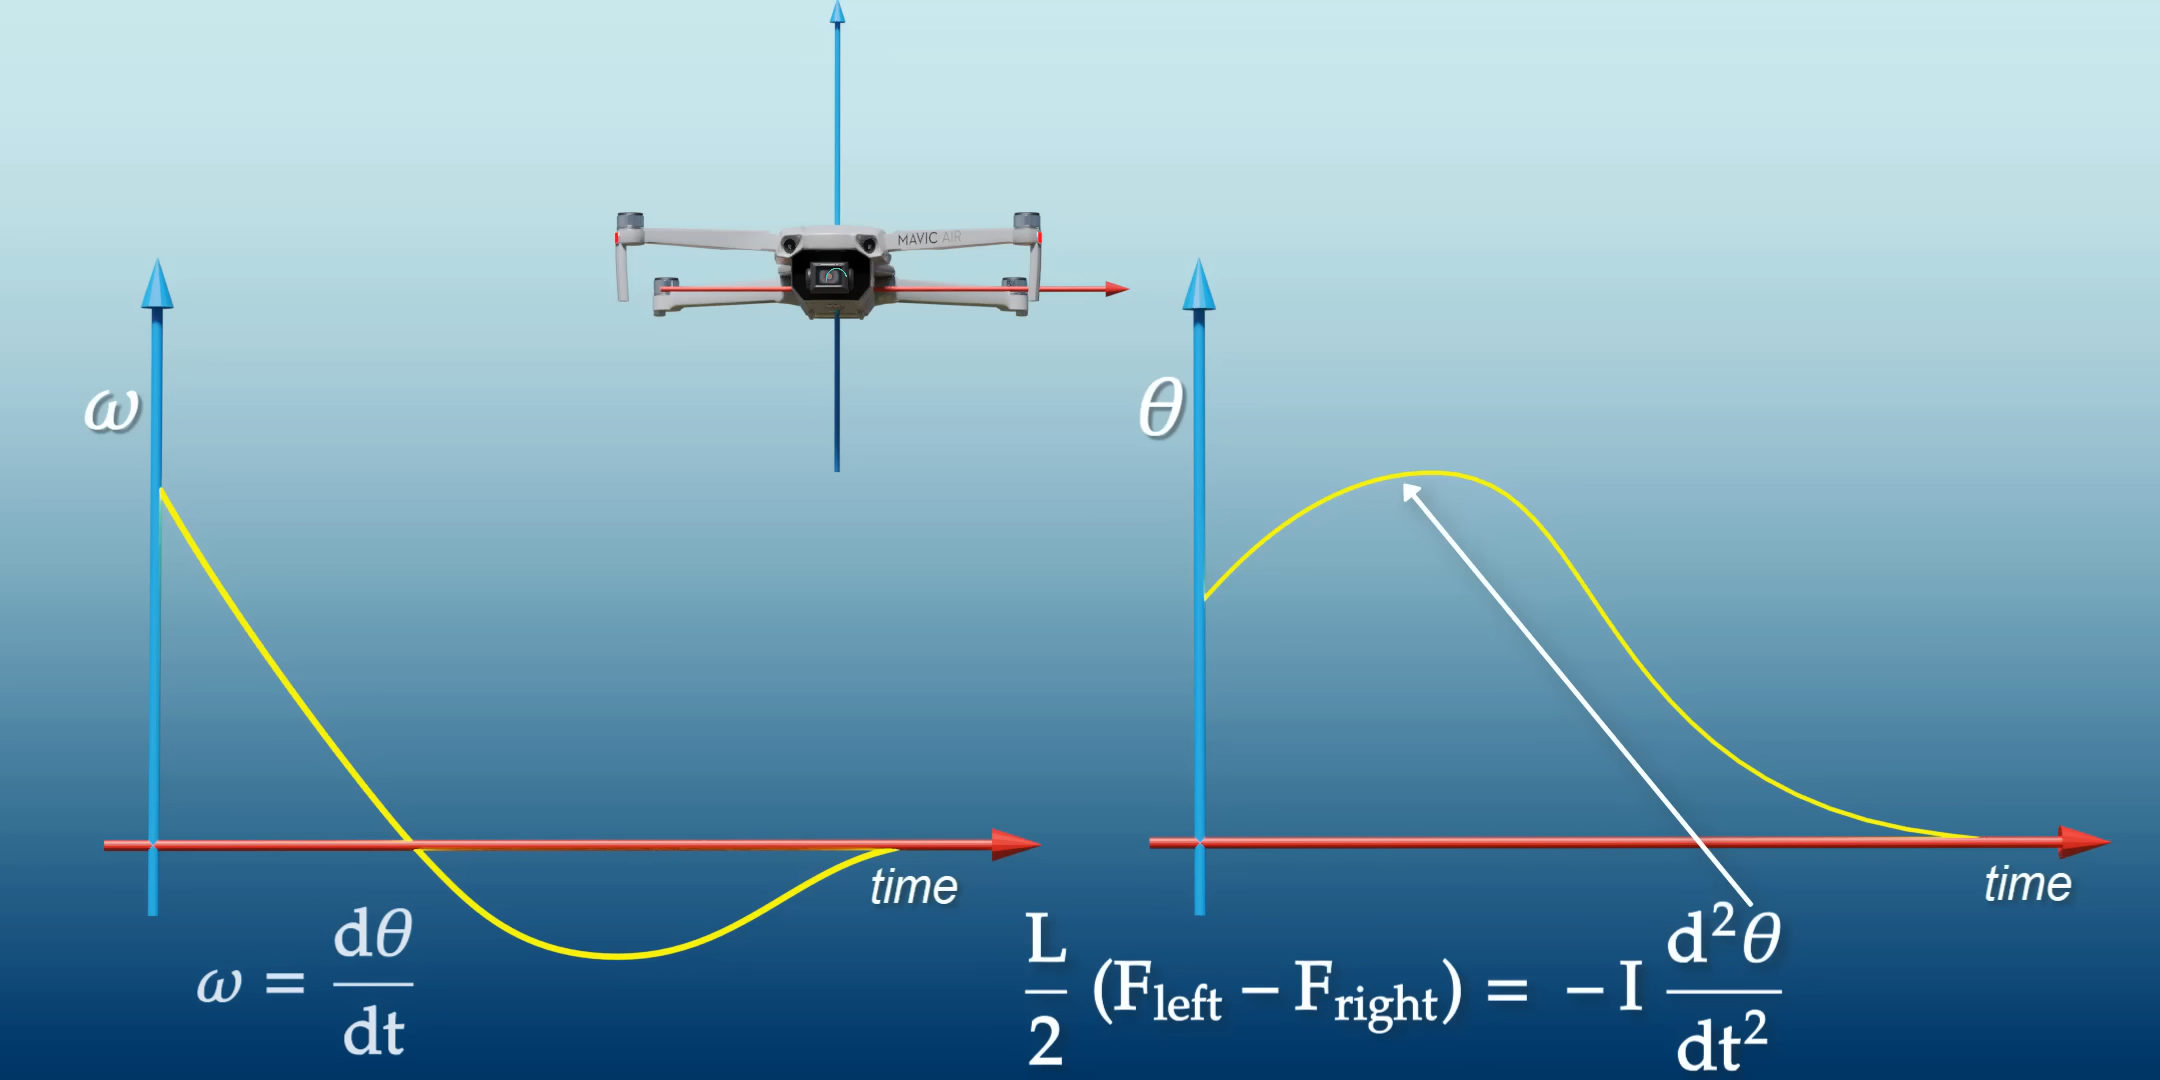 MAVIC AIR
ω
θ
time
time
ω = dθ/dt
L/2 (F_left − F_right) = − I d²θ/dt²